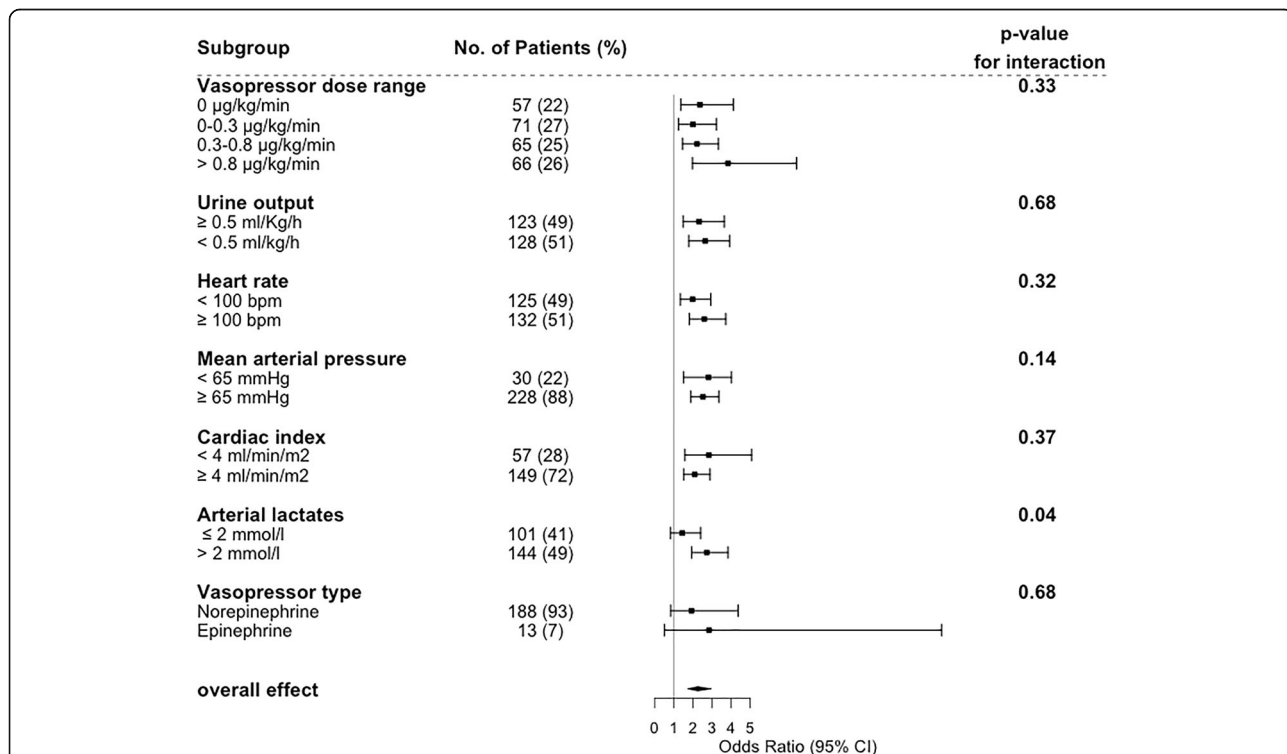 Subgroup No. of Patients (%) p-value for interaction
Vasopressor dose range 0.33
0 µg/kg/min 57 (22)
0-0.3 µg/kg/min 71 (27)
0.3-0.8 µg/kg/min 65 (25)
> 0.8 µg/kg/min 66 (26)
Urine output 0.68
≥ 0.5 ml/Kg/h 123 (49)
< 0.5 ml/kg/h 128 (51)
Heart rate 0.32
< 100 bpm 125 (49)
≥ 100 bpm 132 (51)
Mean arterial pressure 0.14
< 65 mmHg 30 (22)
≥ 65 mmHg 228 (88)
Cardiac index 0.37
< 4 ml/min/m2 57 (28)
≥ 4 ml/min/m2 149 (72)
Arterial lactates 0.04
≤ 2 mmol/l 101 (41)
> 2 mmol/l 144 (49)
Vasopressor type 0.68
Norepinephrine 188 (93)
Epinephrine 13 (7)
overall effect
0 1 2 3 4 5
Odds Ratio (95% CI)